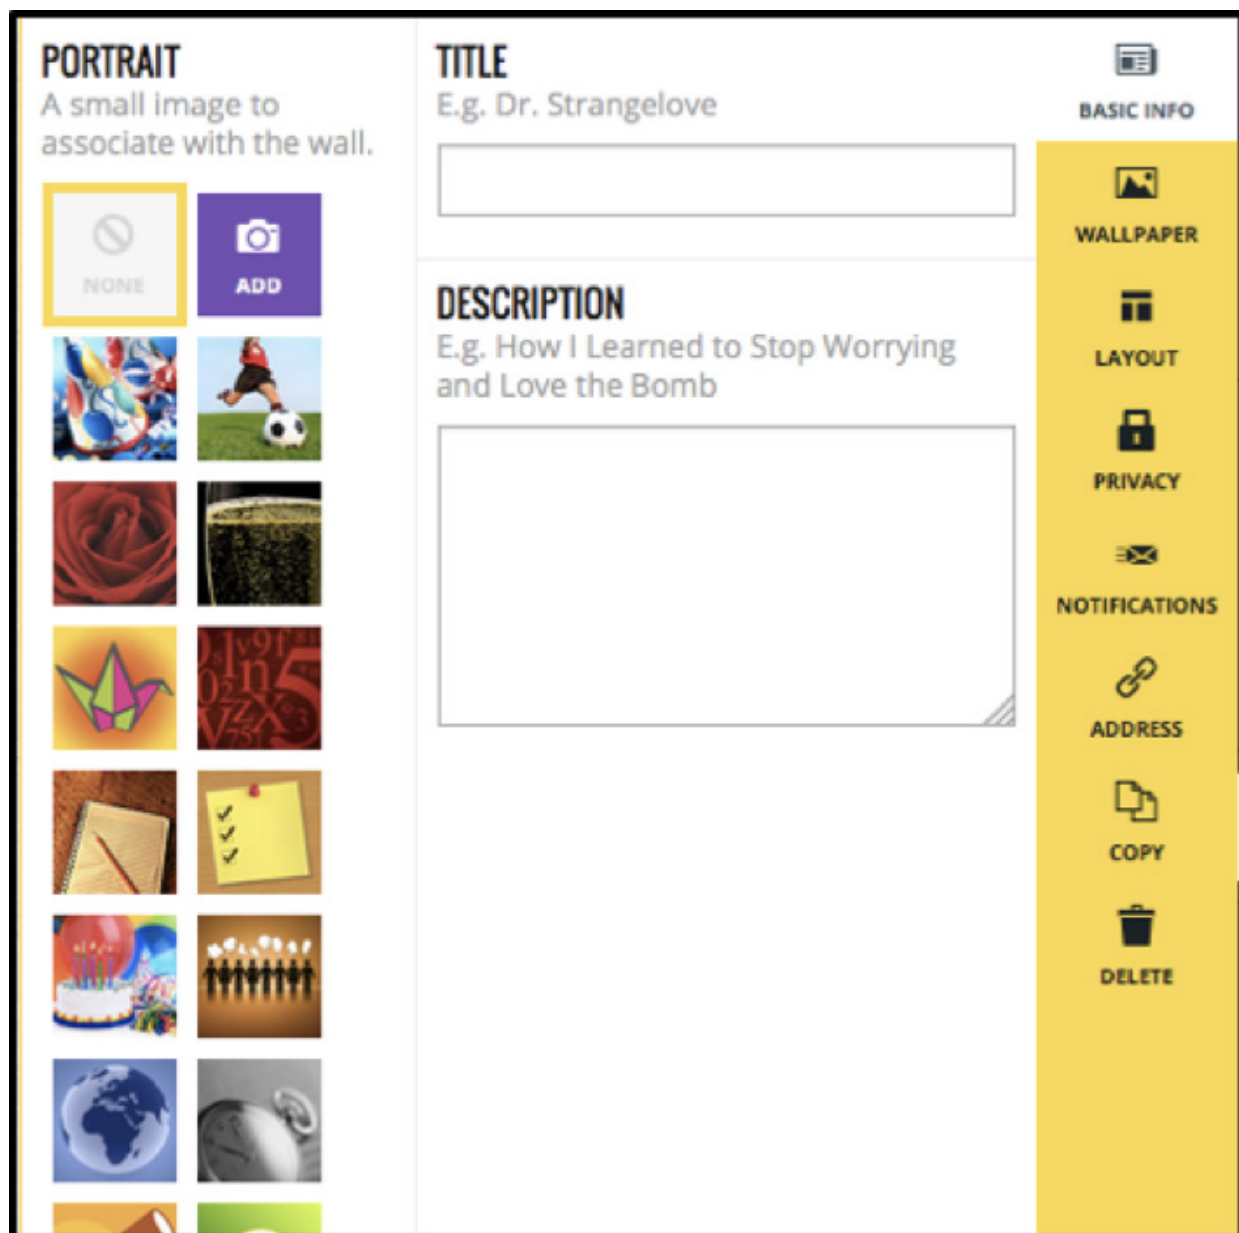 PORTRAIT
A small image to
associate with the wall.
NONE
ADD
TITLE
E.g. Dr. Strangelove
DESCRIPTION
E.g. How I Learned to Stop Worrying
and Love the Bomb
BASIC INFO
WALLPAPER
LAYOUT
PRIVACY
NOTIFICATIONS
ADDRESS
COPY
DELETE